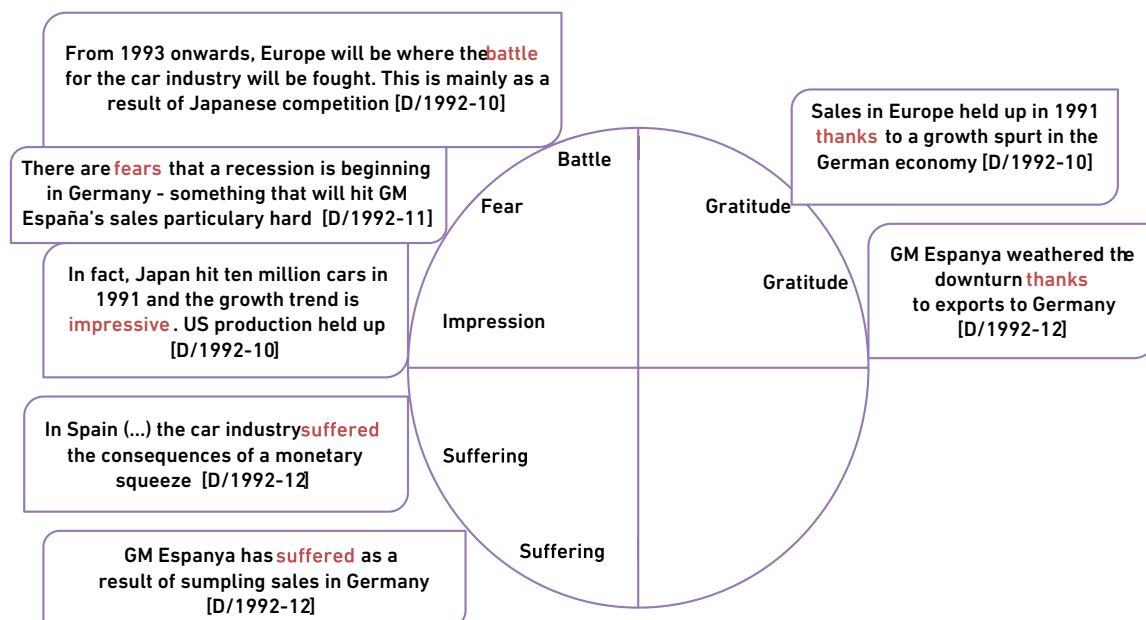 From 1993 onwards, Europe will be where the battle
for the car industry will be fought. This is mainly as a
result of Japanese competition [D/1992-10]
There are fears that a recession is beginning
in Germany - something that will hit GM
España's sales particulary hard [D/1992-11]
In fact, Japan hit ten million cars in
1991 and the growth trend is
impressive. US production held up
[D/1992-10]
In Spain (...) the car industry suffered
the consequences of a monetary
squeeze [D/1992-12]
GM Espanya has suffered as a
result of sumpling sales in Germany
[D/1992-12]
Battle
Fear
Impression
Suffering
Suffering
Gratitude
Gratitude
Sales in Europe held up in 1991
thanks to a growth spurt in the
German economy [D/1992-10]
GM Espanya weathered the
downturn thanks
to exports to Germany
[D/1992-12]